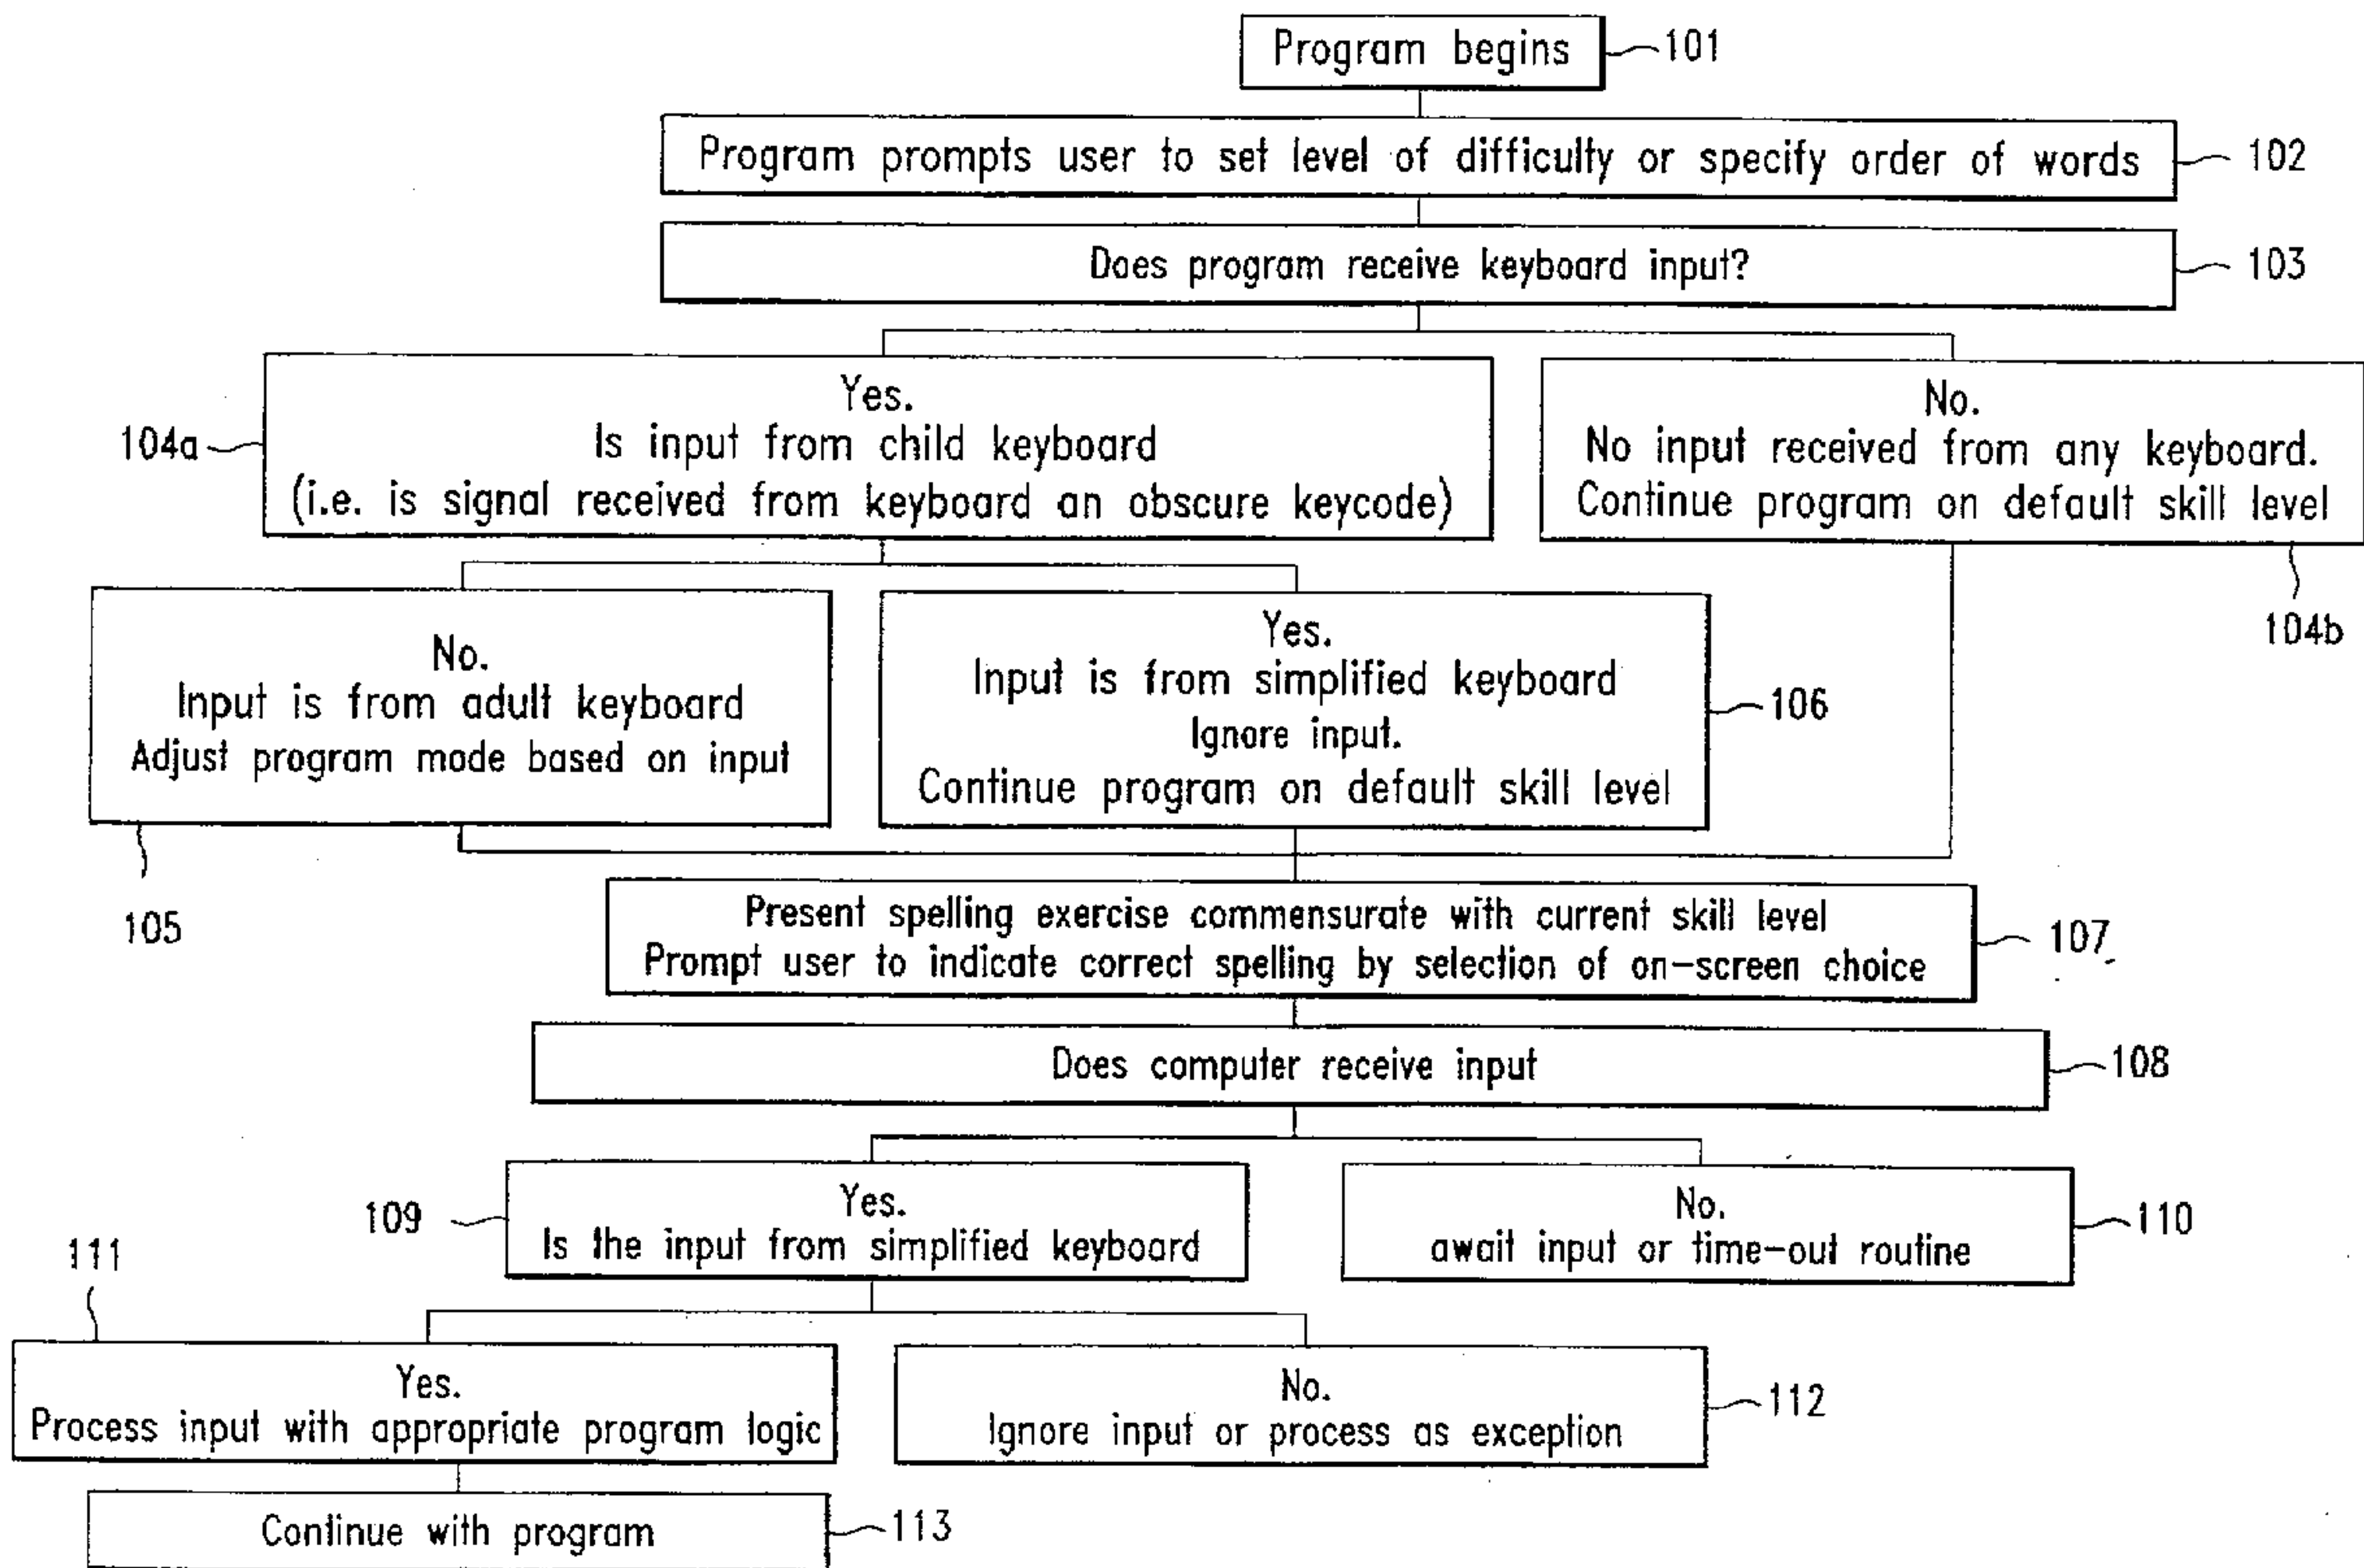 Program begins
101
Program prompts user to set level of difficulty or specify order of words
102
Does program receive keyboard input?
103
Yes.
Is input from child keyboard
(i.e. is signal received from keyboard an obscure keycode)
104a
No.
No input received from any keyboard.
Continue program on default skill level
104b
No.
Input is from adult keyboard
Adjust program mode based on input
105
Yes.
Input is from simplified keyboard
Ignore input.
Continue program on default skill level
106
Present spelling exercise commensurate with current skill level
Prompt user to indicate correct spelling by selection of on-screen choice
107
Does computer receive input
108
Yes.
Is the input from simplified keyboard
109
No.
await input or time-out routine
110
111
Yes.
Process input with appropriate program logic
No.
Ignore input or process as exception
112
Continue with program
113